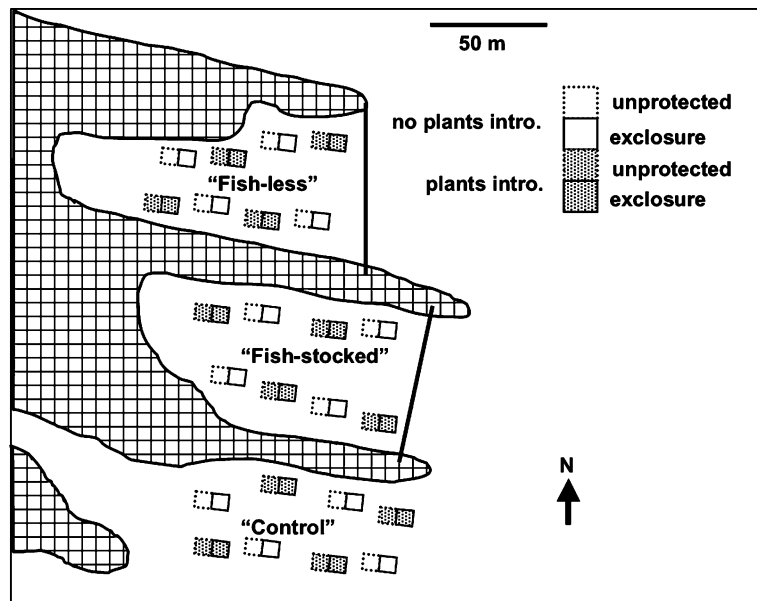 50 m
no plants intro.
unprotected
exclosure
plants intro.
unprotected
exclosure
“Fish-less”
“Fish-stocked”
“Control”
N